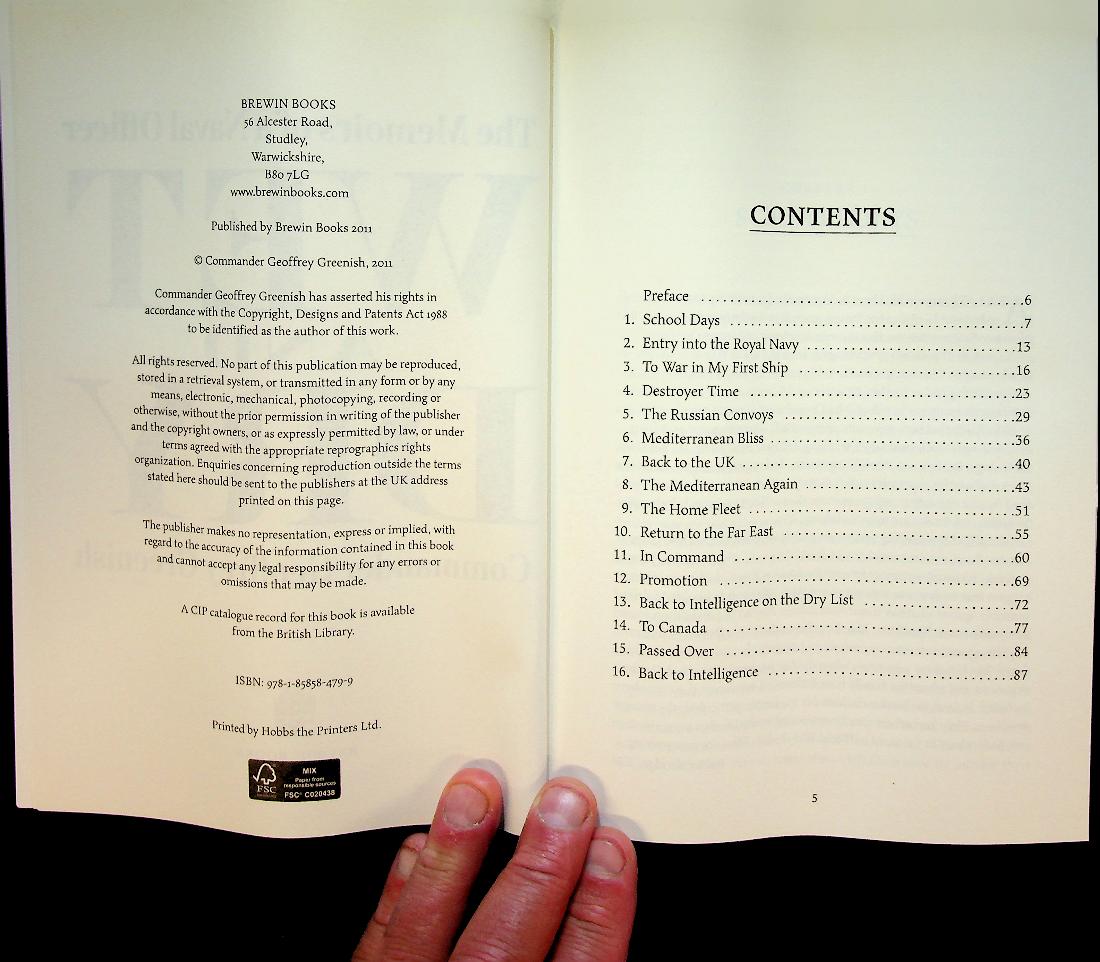 BREWIN BOOKS
56 Alcester Road,
Studley,
Warwickshire,
B80 7LG
www.brewinbooks.com
Published by Brewin Books 2011
© Commander Geoffrey Greenish, 2011
Commander Geoffrey Greenish has asserted his rights in
accordance with the Copyright, Designs and Patents Act 1988
to be identified as the author of this work.
All rights reserved. No part of this publication may be reproduced,
stored in a retrieval system, or transmitted in any form or by any
means, electronic, mechanical, photocopying, recording or
otherwise, without the prior permission in writing of the publisher
and the copyright owners, or as expressly permitted by law, or under
terms agreed with the appropriate reprographics rights
organization. Enquiries concerning reproduction outside the terms
stated here should be sent to the publishers at the UK address
printed on this page.
The publisher makes no representation, express or implied, with
regard to the accuracy of the information contained in this book
and cannot accept any legal responsibility for any errors or
omissions that may be made.
A CIP catalogue record for this book is available
from the British Library.
ISBN: 978-1-85858-479-9
Printed by Hobbs the Printers Ltd.
FSC
MIX
Paper from
responsible sources
FSC® C020438
CONTENTS
Preface ........................................6
1. School Days ........................................7
2. Entry into the Royal Navy ..............................13
3. To War in My First Ship ..............................16
4. Destroyer Time ..............................23
5. The Russian Convoys ..............................29
6. Mediterranean Bliss ..............................36
7. Back to the UK ..............................40
8. The Mediterranean Again ..............................43
9. The Home Fleet ..............................51
10. Return to the Far East ..............................55
11. In Command ..............................60
12. Promotion ..............................69
13. Back to Intelligence on the Dry List ....................72
14. To Canada ..............................77
15. Passed Over ..............................84
16. Back to Intelligence ..............................87
5